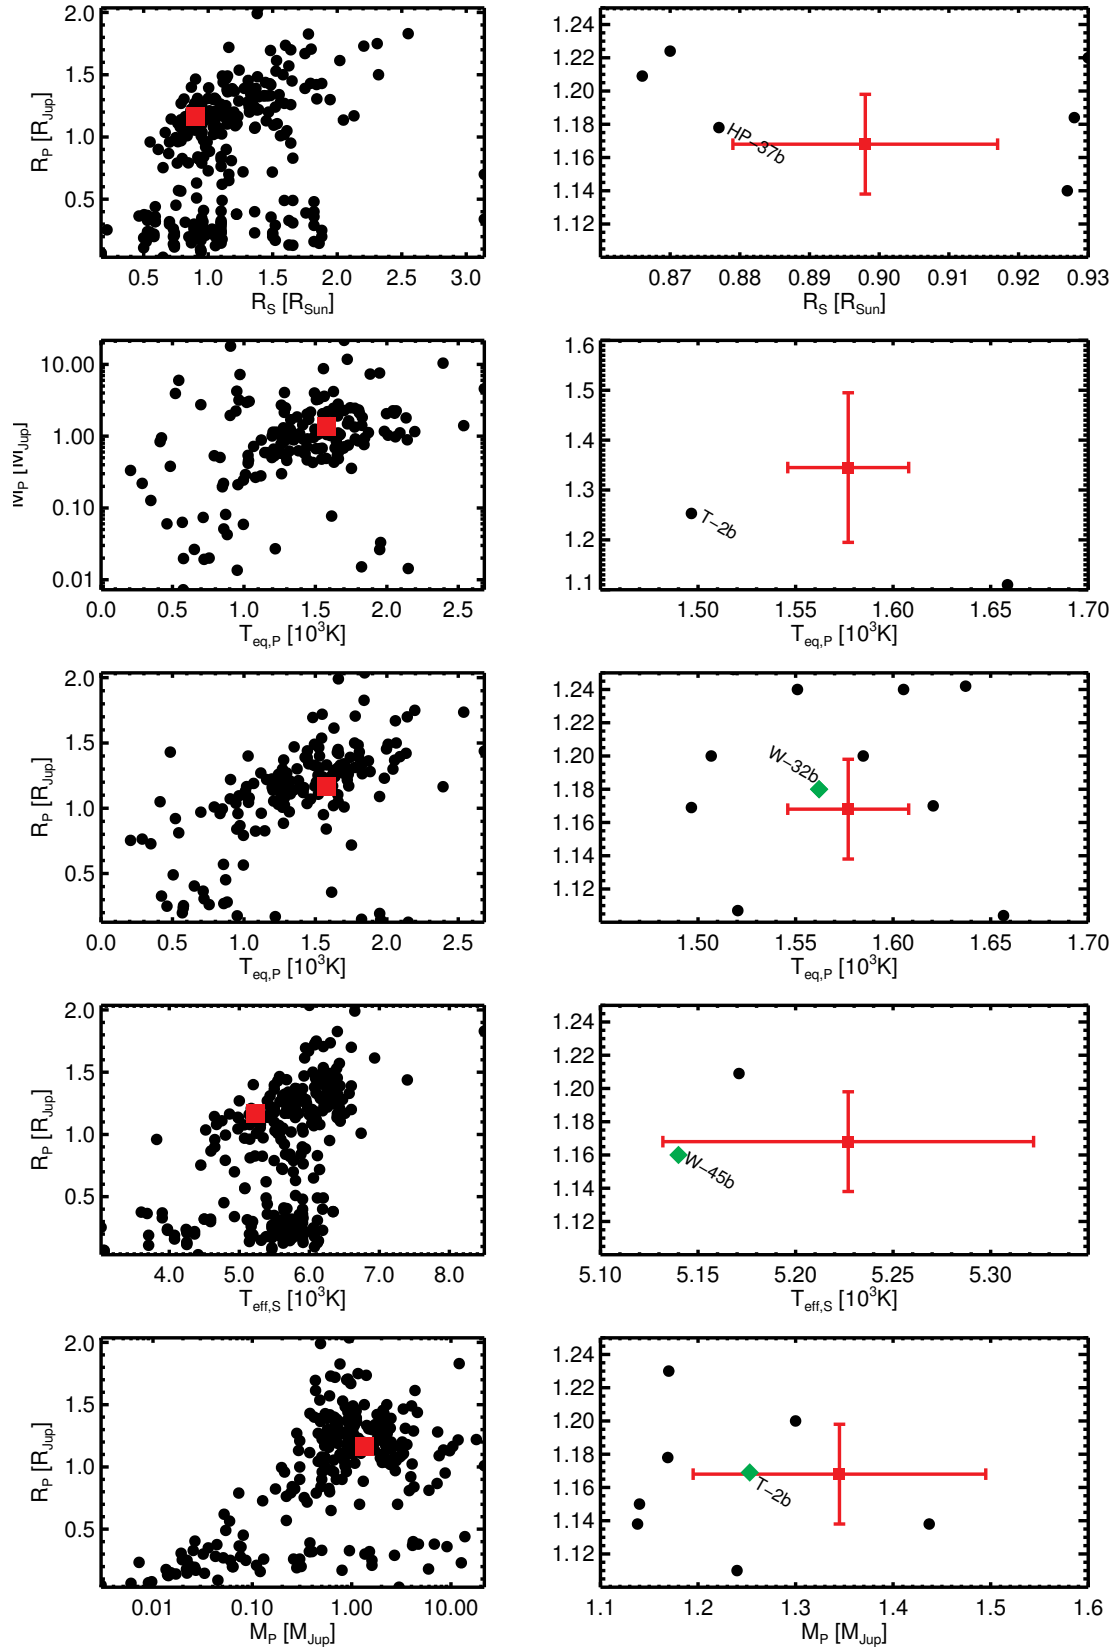 2.0
1.5
1.0
0.5
R_P [R_Jup]
0.5 1.0 1.5 2.0 2.5 3.0
R_S [R_Sun]
1.24
1.22
1.20
1.18
1.16
1.14
1.12
HP-37b
0.87 0.88 0.89 0.90 0.91 0.92 0.93
R_S [R_Sun]
10.00
1.00
0.10
0.01
M_P [M_Jup]
0.0 0.5 1.0 1.5 2.0 2.5
T_eq,P [10^3K]
1.6
1.5
1.4
1.3
1.2
1.1
T-2b
1.50 1.55 1.60 1.65 1.70
T_eq,P [10^3K]
2.0
1.5
1.0
0.5
R_P [R_Jup]
0.0 0.5 1.0 1.5 2.0 2.5
T_eq,P [10^3K]
1.24
1.22
1.20
1.18
1.16
1.14
1.12
W-32b
1.50 1.55 1.60 1.65 1.70
T_eq,P [10^3K]
2.0
1.5
1.0
0.5
R_P [R_Jup]
4.0 5.0 6.0 7.0 8.0
T_eff,S [10^3K]
1.24
1.22
1.20
1.18
1.16
1.14
1.12
W-45b
5.10 5.15 5.20 5.25 5.30
T_eff,S [10^3K]
2.0
1.5
1.0
0.5
R_P [R_Jup]
0.01 0.10 1.00 10.00
M_P [M_Jup]
1.24
1.22
1.20
1.18
1.16
1.14
1.12
T-2b
1.1 1.2 1.3 1.4 1.5 1.6
M_P [M_Jup]